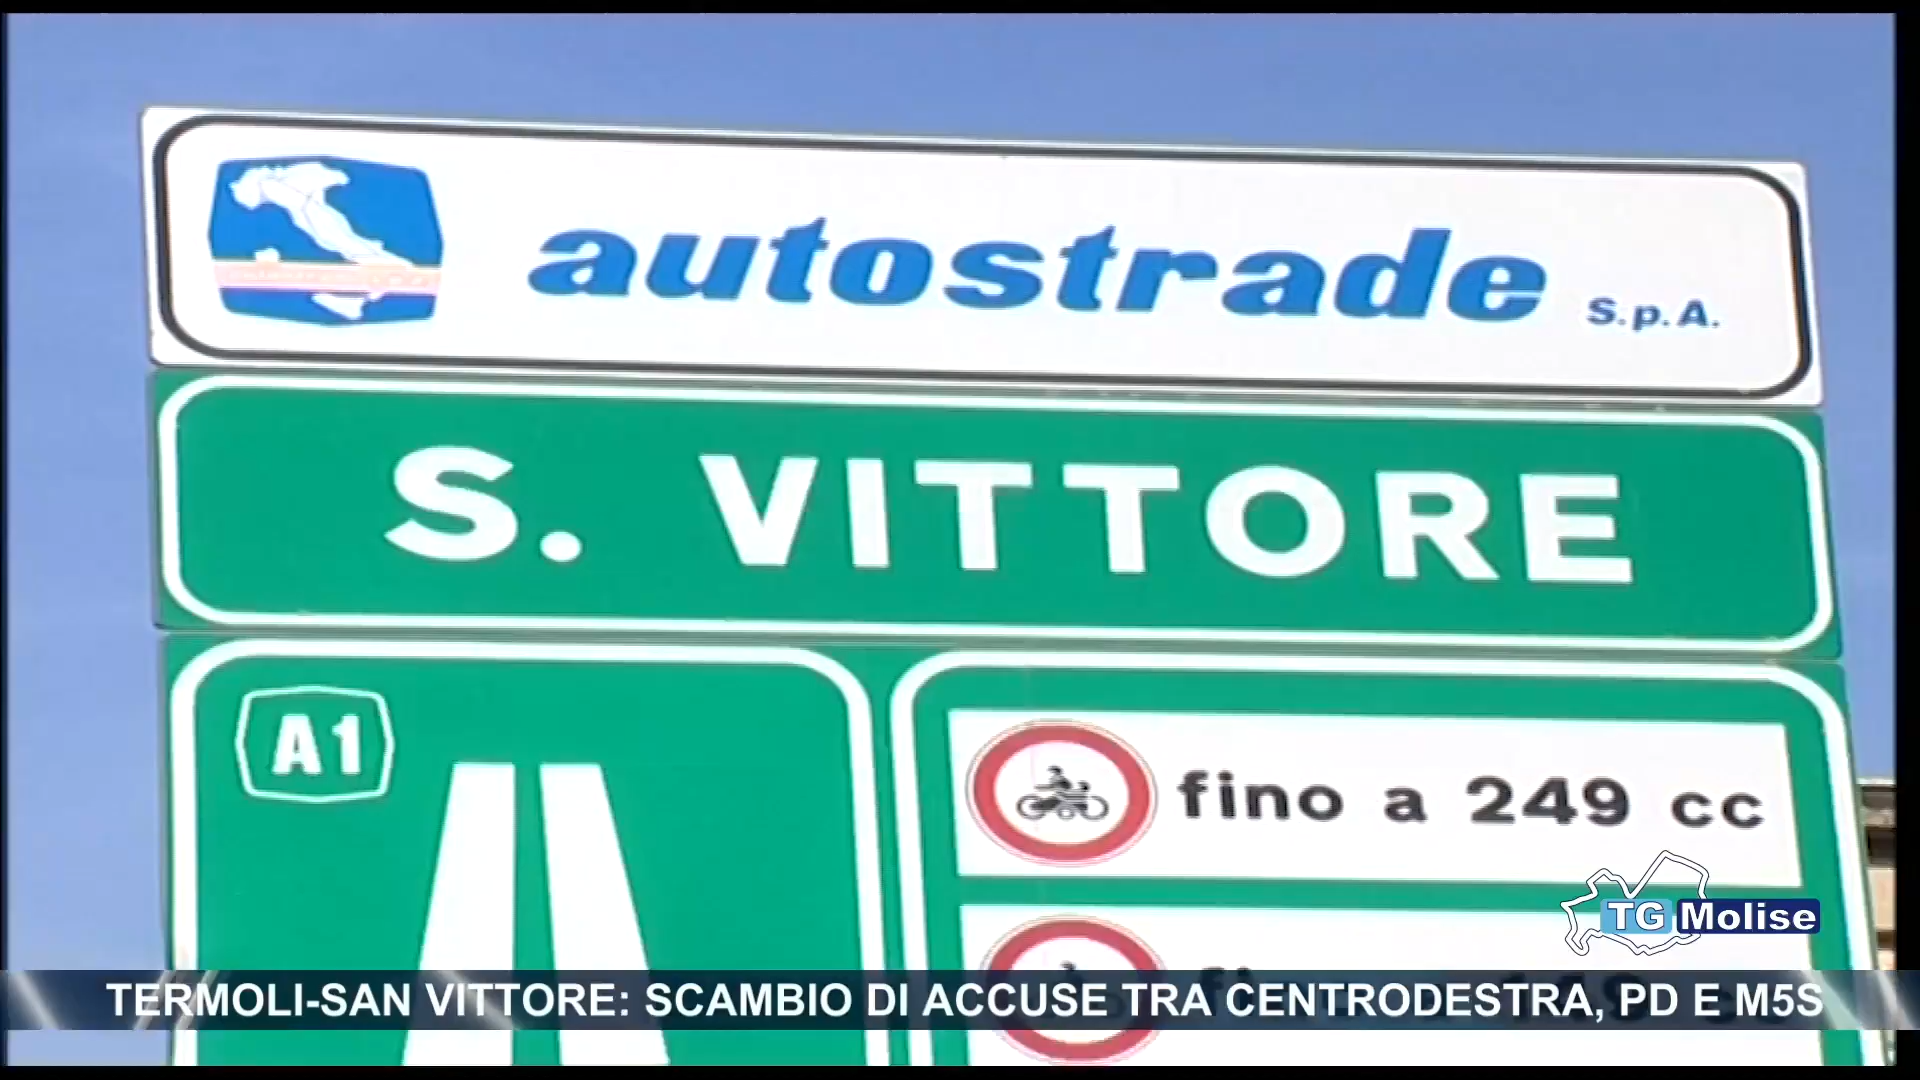 autostrade S.p.A.
S. VITTORE
A1
fino a 249 cc
TG Molise
TERMOLI-SAN VITTORE: SCAMBIO DI ACCUSE TRA CENTRODESTRA, PD E M5S